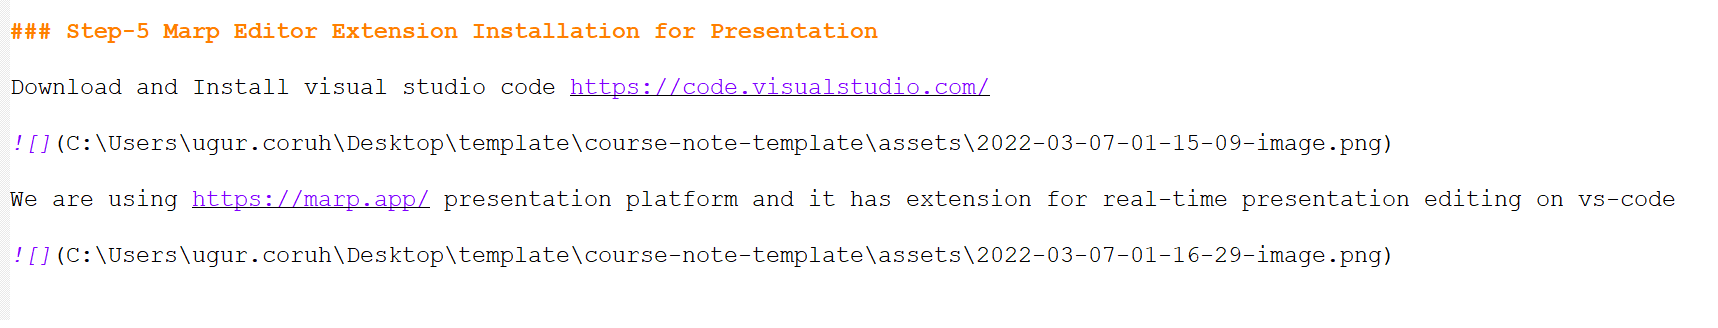 ### Step-5 Marp Editor Extension Installation for Presentation
Download and Install visual studio code https://code.visualstudio.com/
![](C:\Users\ugur.coruh\Desktop\template\course-note-template\assets\2022-03-07-01-15-09-image.png)
We are using https://marp.app/ presentation platform and it has extension for real-time presentation editing on vs-code
![](C:\Users\ugur.coruh\Desktop\template\course-note-template\assets\2022-03-07-01-16-29-image.png)